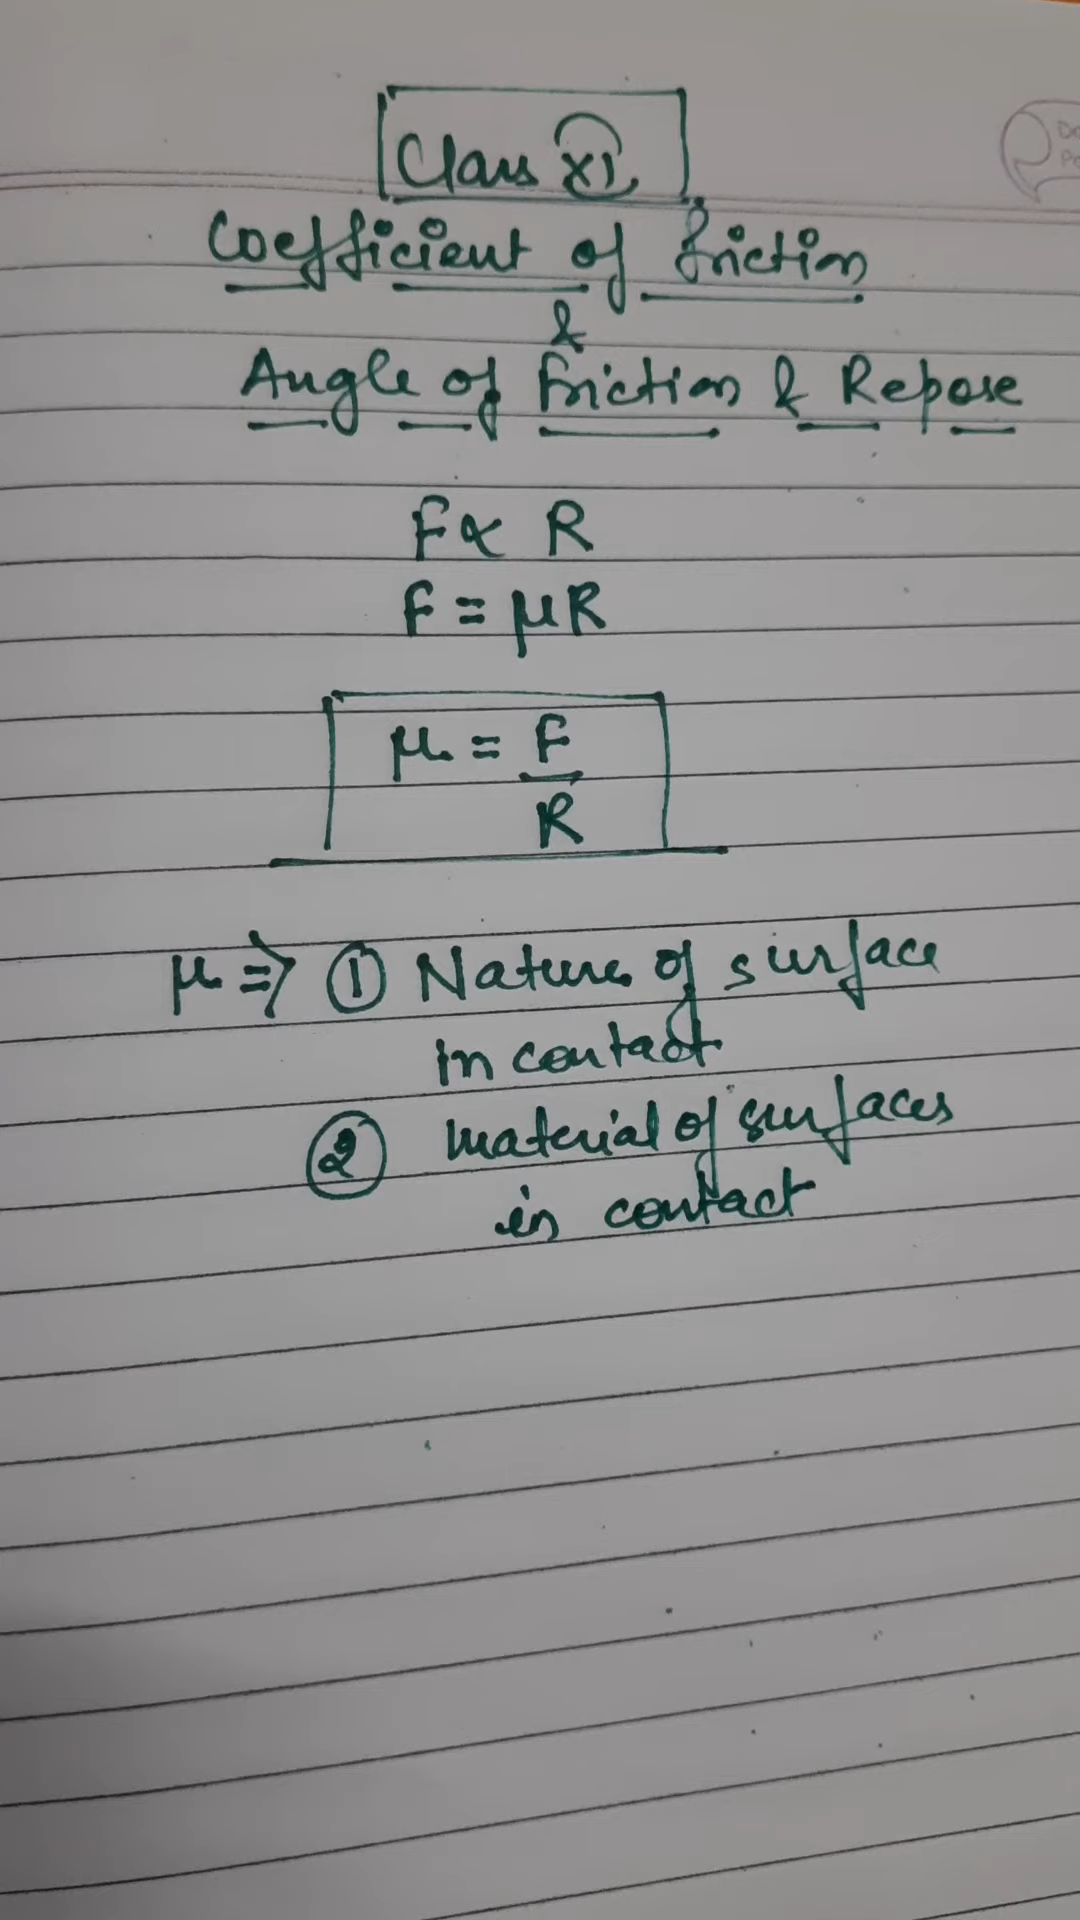 Class XI
Coefficient of friction
&
Angle of Friction & Repose
F ∝ R
F = μR
μ = F
R
μ ⇒ ① Nature of surface
in contact
② material of surfaces
in contact